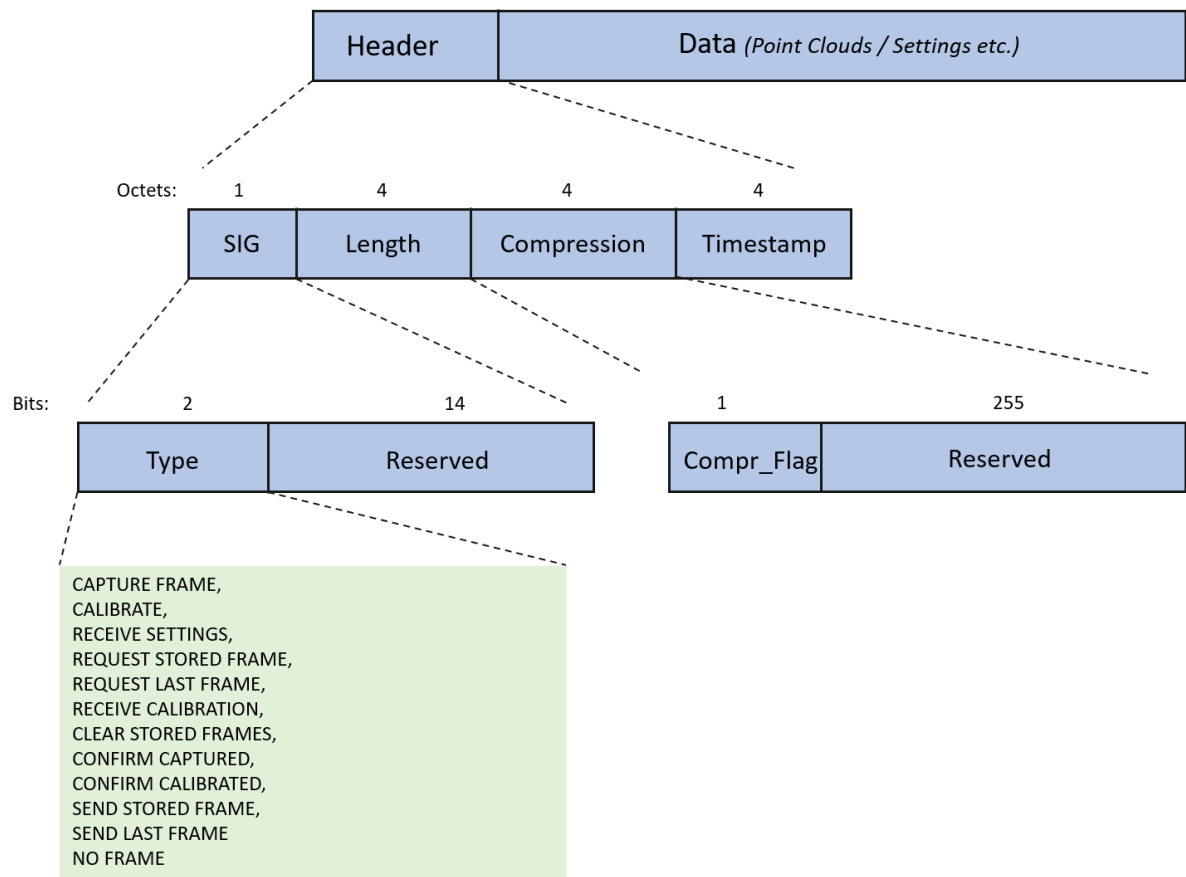 Header
Data (Point Clouds / Settings etc.)
Octets: 1 4 4 4
SIG Length Compression Timestamp
Bits: 2 14 1 255
Type Reserved Compr_Flag Reserved
CAPTURE FRAME,
CALIBRATE,
RECEIVE SETTINGS,
REQUEST STORED FRAME,
REQUEST LAST FRAME,
RECEIVE CALIBRATION,
CLEAR STORED FRAMES,
CONFIRM CAPTURED,
CONFIRM CALIBRATED,
SEND STORED FRAME,
SEND LAST FRAME
NO FRAME